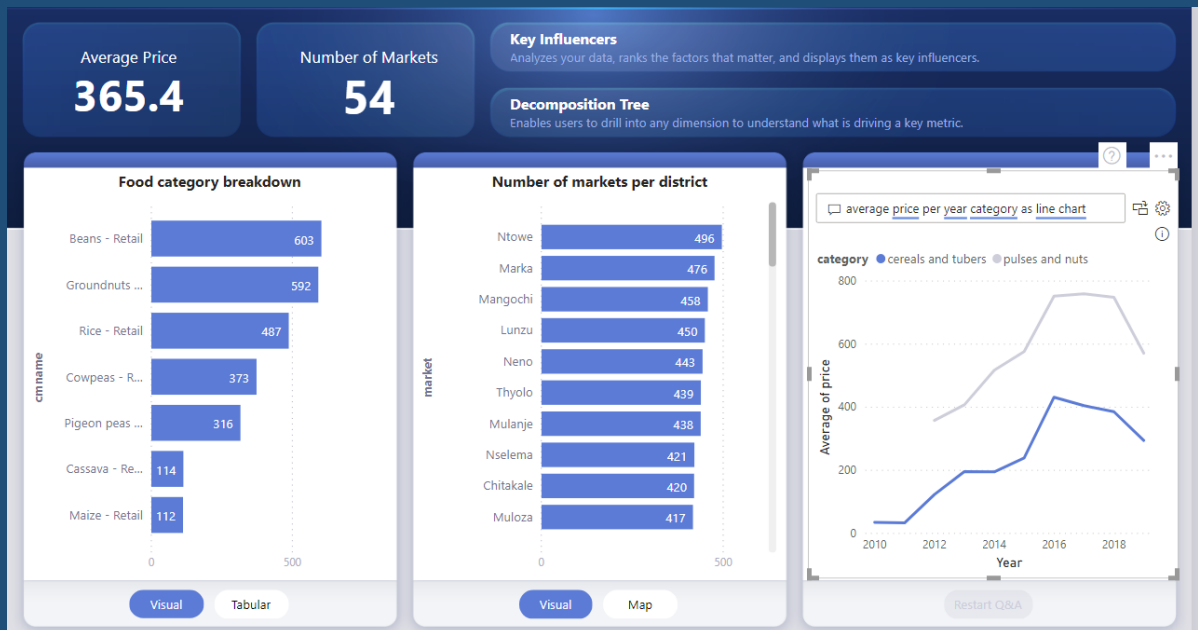 Average Price
365.4
Number of Markets
54
Key Influencers
Analyzes your data, ranks the factors that matter, and displays them as key influencers.
Decomposition Tree
Enables users to drill into any dimension to understand what is driving a key metric.
Food category breakdown
cmname
Beans - Retail 603
Groundnuts ... 592
Rice - Retail 487
Cowpeas - R... 373
Pigeon peas ... 316
Cassava - Re... 114
Maize - Retail 112
0 500
Visual Tabular
Number of markets per district
market
Ntowe 496
Marka 476
Mangochi 458
Lunzu 450
Neno 443
Thyolo 439
Mulanje 438
Nselema 421
Chitakale 420
Muloza 417
0 500
Visual Map
average price per year category as line chart
category cereals and tubers pulses and nuts
Average of price
800
600
400
200
0
2010 2012 2014 2016 2018
Year
Restart Q&A